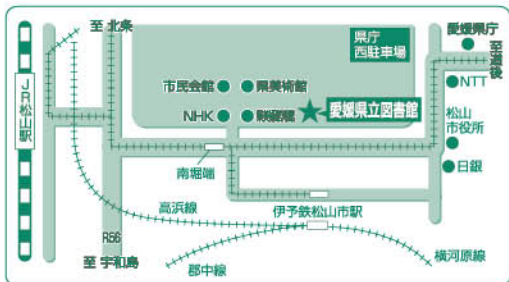 至 北条
県庁
西駐車場
愛媛県庁
至道後
市民会館
県美術館
NTT
NHK
愛媛県立図書館
松山
市役所
JR松山駅
南堀端
日銀
高浜線
伊予鉄松山市駅
R56
至 宇和島
郡中線
横河原線